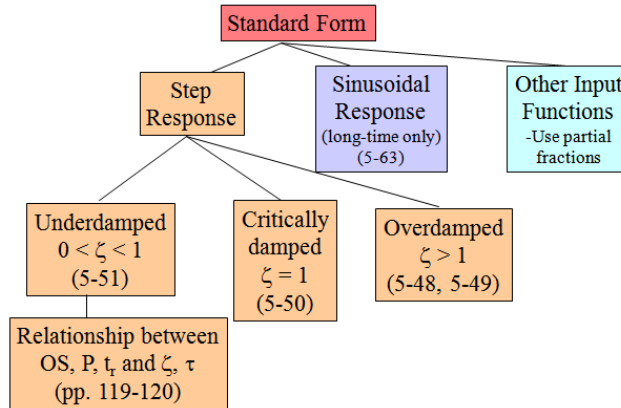 Standard Form
Step
Response
Sinusoidal
Response
(long-time only)
(5-63)
Other Input
Functions
-Use partial
fractions
Underdamped
0 < ζ < 1
(5-51)
Critically
damped
ζ = 1
(5-50)
Overdamped
ζ > 1
(5-48, 5-49)
Relationship between
OS, P, tᵣ and ζ, τ
(pp. 119-120)